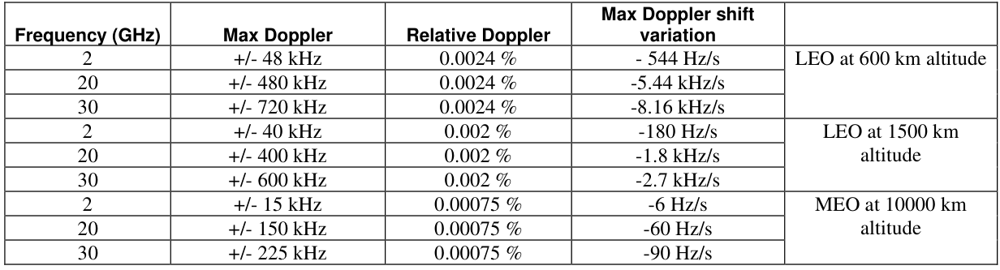 Frequency (GHz) Max Doppler Relative Doppler Max Doppler shift variation
2 +/- 48 kHz 0.0024 % - 544 Hz/s LEO at 600 km altitude
20 +/- 480 kHz 0.0024 % -5.44 kHz/s
30 +/- 720 kHz 0.0024 % -8.16 kHz/s
2 +/- 40 kHz 0.002 % -180 Hz/s LEO at 1500 km
20 +/- 400 kHz 0.002 % -1.8 kHz/s altitude
30 +/- 600 kHz 0.002 % -2.7 kHz/s
2 +/- 15 kHz 0.00075 % -6 Hz/s MEO at 10000 km
20 +/- 150 kHz 0.00075 % -60 Hz/s altitude
30 +/- 225 kHz 0.00075 % -90 Hz/s